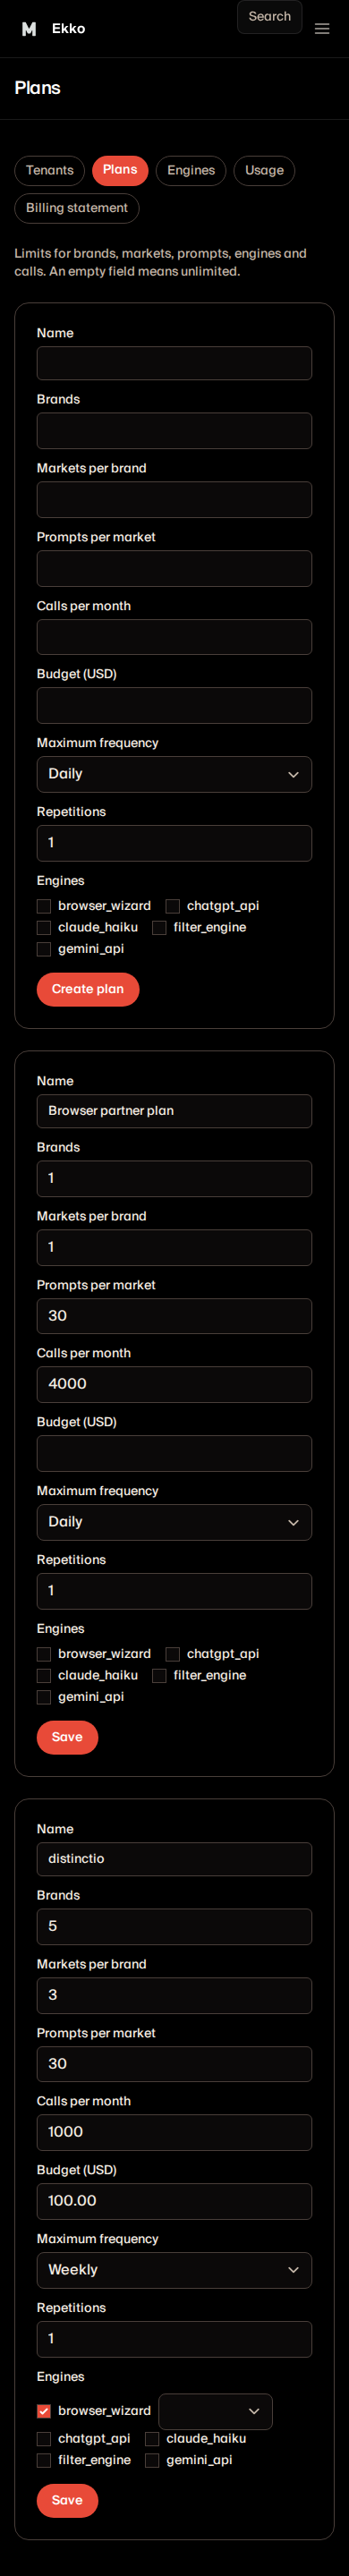 M Ekko
Search
Plans
Tenants Plans Engines Usage
Billing statement
Limits for brands, markets, prompts, engines and
calls. An empty field means unlimited.
Name
Brands
Markets per brand
Prompts per market
Calls per month
Budget (USD)
Maximum frequency
Daily
Repetitions
1
Engines
browser_wizard chatgpt_api
claude_haiku filter_engine
gemini_api
Create plan
Name
Browser partner plan
Brands
1
Markets per brand
1
Prompts per market
30
Calls per month
4000
Budget (USD)
Maximum frequency
Daily
Repetitions
1
Engines
browser_wizard chatgpt_api
claude_haiku filter_engine
gemini_api
Save
Name
distinctio
Brands
5
Markets per brand
3
Prompts per market
30
Calls per month
1000
Budget (USD)
100.00
Maximum frequency
Weekly
Repetitions
1
Engines
browser_wizard
chatgpt_api claude_haiku
filter_engine gemini_api
Save